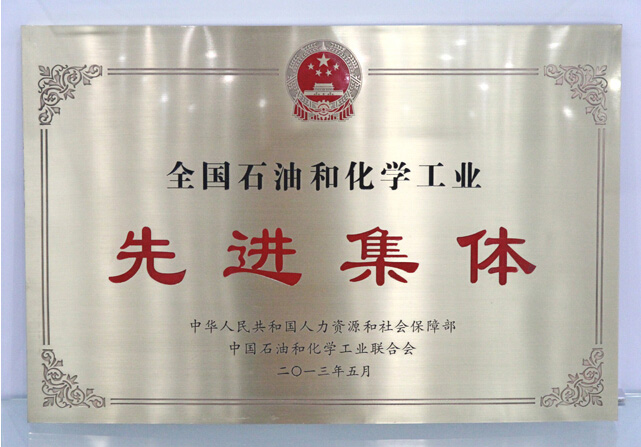 全国石油和化学工业
先进集体
中华人民共和国人力资源和社会保障部
中国石油和化学工业联合会
二〇一三年五月